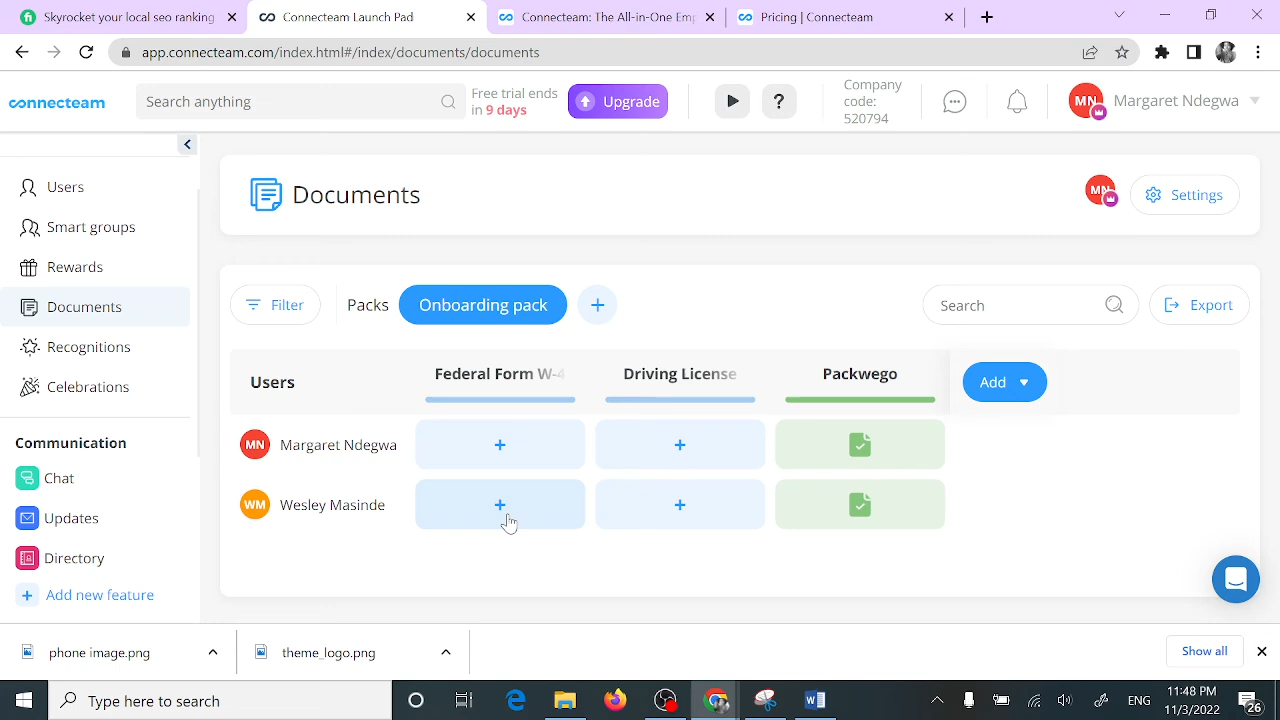 Skyrocket your local seo ranking
Connecteam Launch Pad
Connecteam: The All-in-One Emp
Pricing | Connecteam
app.connecteam.com/index.html#/index/documents/documents
connecteam
Search anything
Free trial ends
in 9 days
Upgrade
?
Company
code:
520794
MN
Margaret Ndegwa
Users
Smart groups
Rewards
Documents
Recognitions
Celebrations
Communication
Chat
Updates
Directory
+ Add new feature
Documents
MN
Settings
Filter
Packs
Onboarding pack
+
Search
Export
Users
Federal Form W-4
Driving License
Packwego
Add
MN
Margaret Ndegwa
+
+
WM
Wesley Masinde
+
+
phone image.png
theme_logo.png
Show all
Type here to search
ENG
11:48 PM
11/3/2022
26